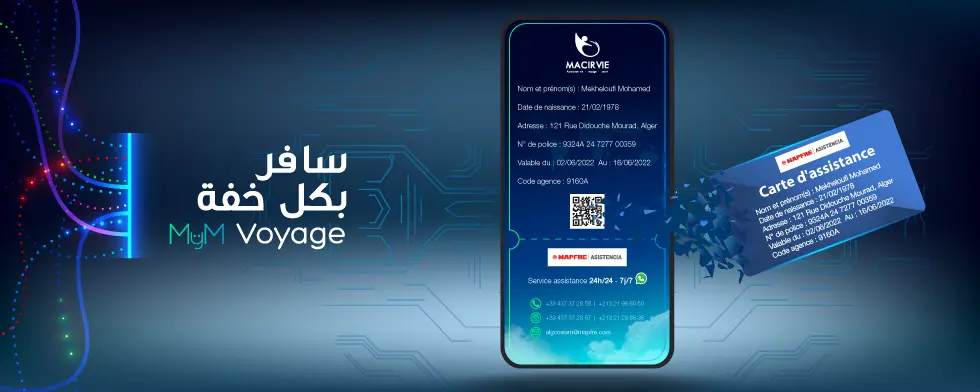 سافر
بكل خفة
MyM Voyage
MACIRVIE
Nom et prénom(s) : Mekheloufi Mohamed
Date de naissance : 21/02/1978
Adresse : 121 Rue Didouche Mourad, Alger
N° de police : 9324A 24 7277 00359
Valable du : 02/06/2022 Au : 16/06/2022
Code agence : 9160A
MAPFRE | ASISTENCIA
Service assistance 24h/24 - 7j/7
MAPFRE | ASISTENCIA
Carte d'assistance
Nom et prénom(s) : Mekheloufi Mohamed
Date de naissance : 21/02/1978
Adresse : 121 Rue Didouche Mourad, Alger
N° de police : 9324A 24 7277 00359
Valable du : 02/06/2022 Au : 16/06/2022
Code agence : 9160A